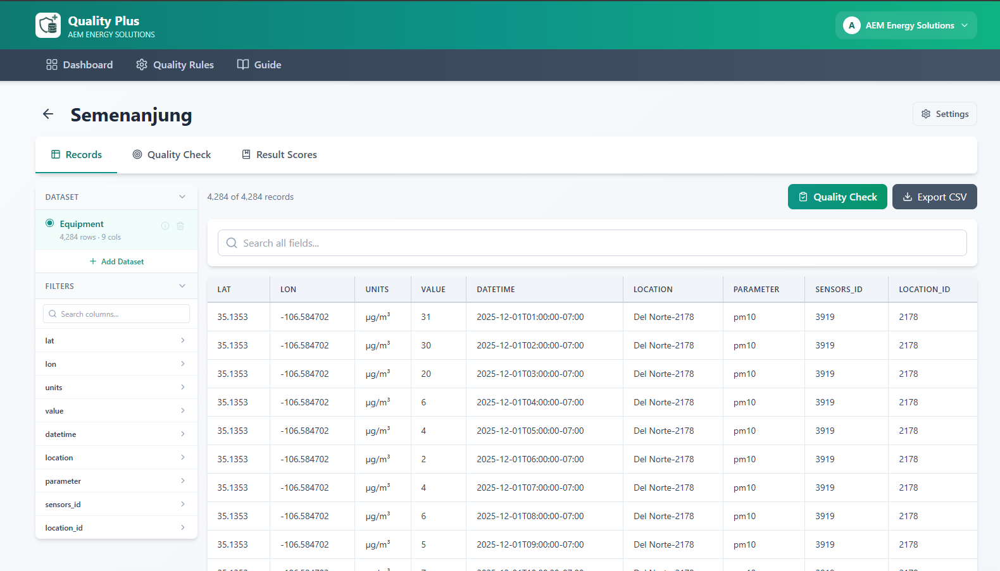 Quality Plus
AEM ENERGY SOLUTIONS
A AEM Energy Solutions
Dashboard Quality Rules Guide
Semenanjung
Settings
Records Quality Check Result Scores
DATASET
Equipment
4,284 rows · 9 cols
+ Add Dataset
FILTERS
Search columns...
lat
lon
units
value
datetime
location
parameter
sensors_id
location_id
4,284 of 4,284 records
Quality Check Export CSV
Search all fields...
LAT LON UNITS VALUE DATETIME LOCATION PARAMETER SENSORS_ID LOCATION_ID
35.1353 -106.584702 µg/m³ 31 2025-12-01T01:00:00-07:00 Del Norte-2178 pm10 3919 2178
35.1353 -106.584702 µg/m³ 30 2025-12-01T02:00:00-07:00 Del Norte-2178 pm10 3919 2178
35.1353 -106.584702 µg/m³ 20 2025-12-01T03:00:00-07:00 Del Norte-2178 pm10 3919 2178
35.1353 -106.584702 µg/m³ 6 2025-12-01T04:00:00-07:00 Del Norte-2178 pm10 3919 2178
35.1353 -106.584702 µg/m³ 4 2025-12-01T05:00:00-07:00 Del Norte-2178 pm10 3919 2178
35.1353 -106.584702 µg/m³ 2 2025-12-01T06:00:00-07:00 Del Norte-2178 pm10 3919 2178
35.1353 -106.584702 µg/m³ 4 2025-12-01T07:00:00-07:00 Del Norte-2178 pm10 3919 2178
35.1353 -106.584702 µg/m³ 6 2025-12-01T08:00:00-07:00 Del Norte-2178 pm10 3919 2178
35.1353 -106.584702 µg/m³ 5 2025-12-01T09:00:00-07:00 Del Norte-2178 pm10 3919 2178